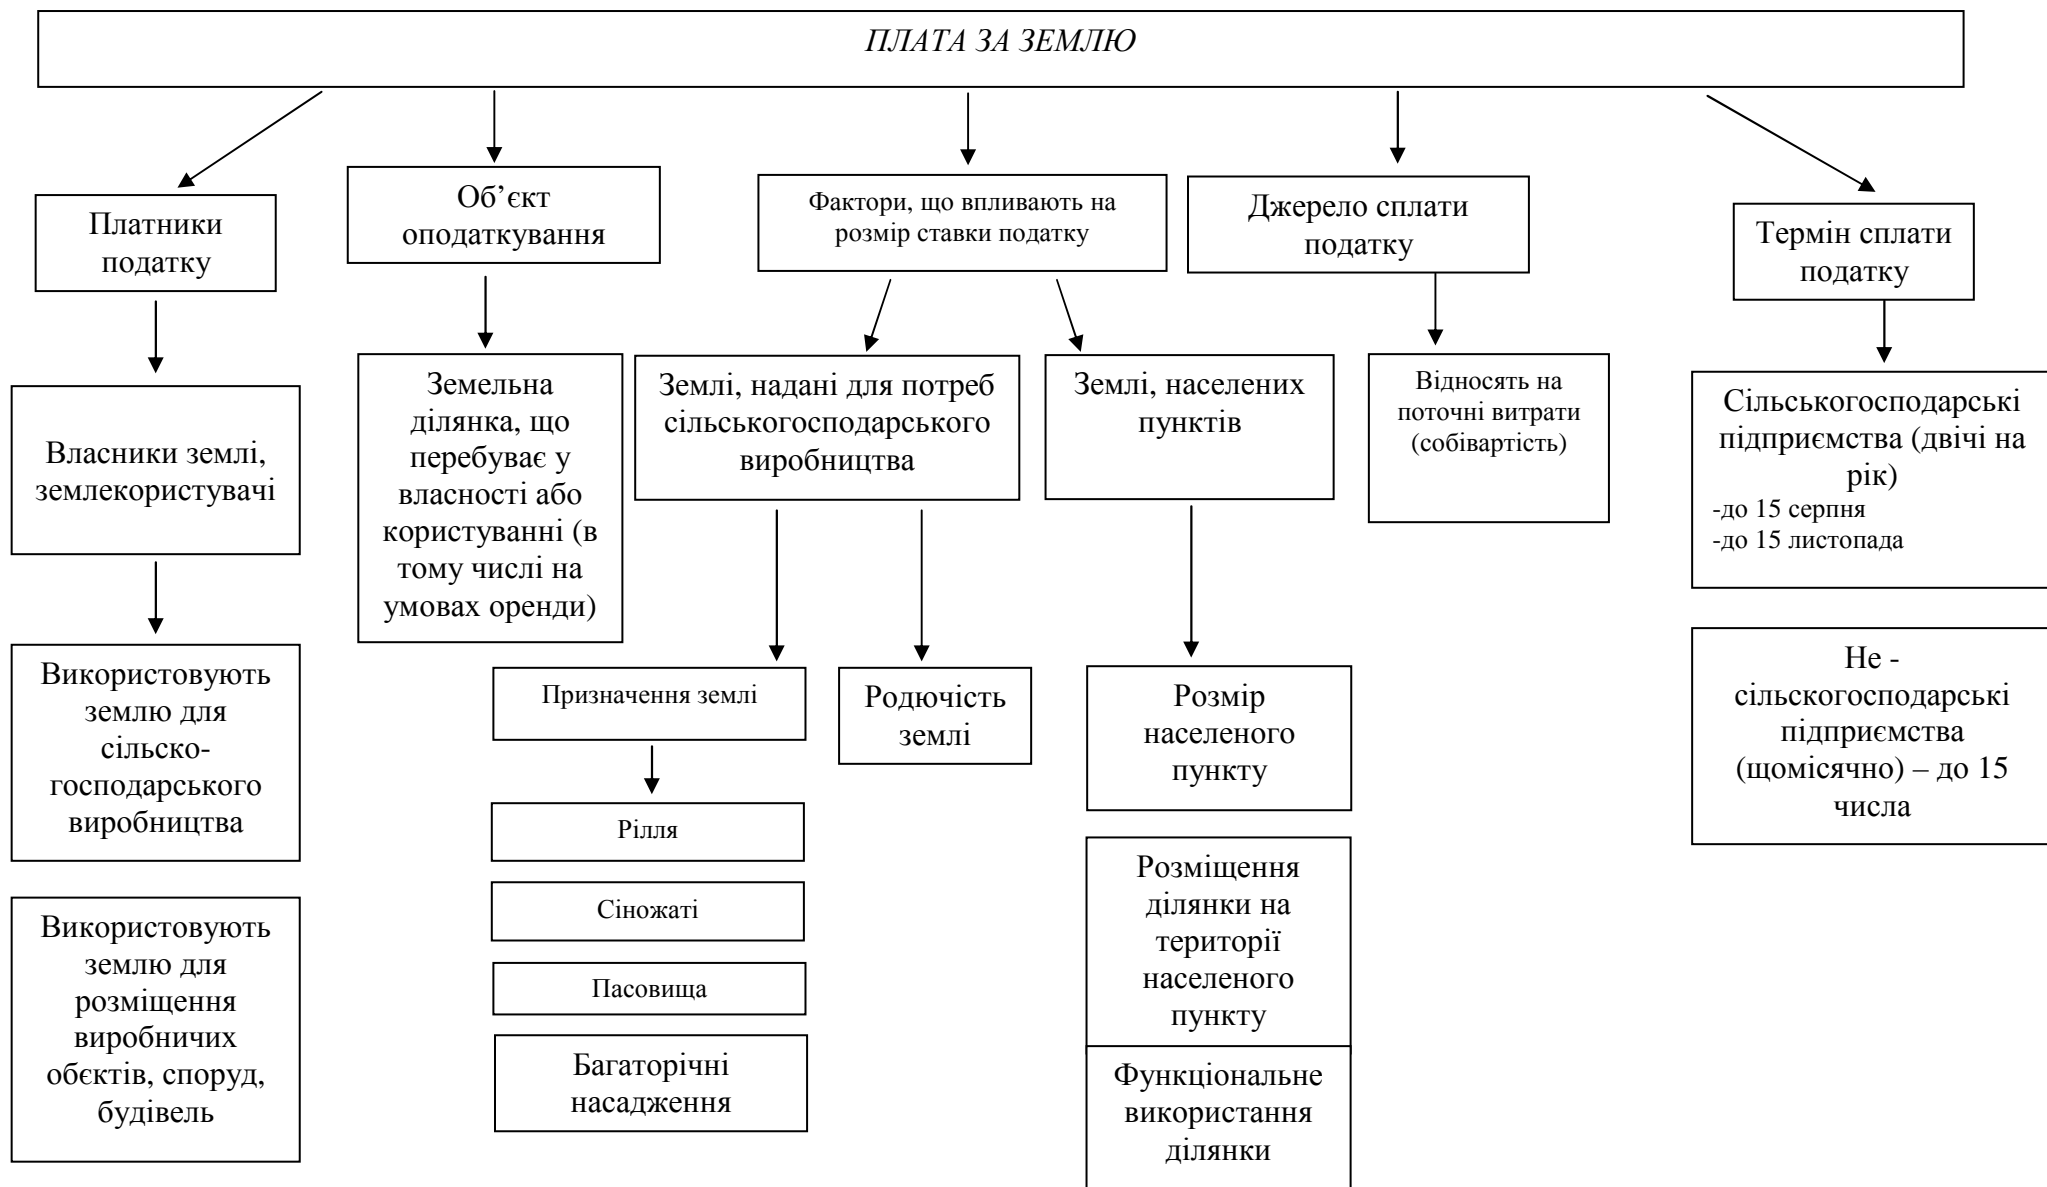 ПЛАТА ЗА ЗЕМЛЮ
Платники
податку
Об’єкт
оподаткування
Фактори, що впливають на
розмір ставки податку
Джерело сплати
податку
Термін сплати
податку
Власники землі,
землекористувачі
Земельна
ділянка, що
перебуває у
власності або
користуванні (в
тому числі на
умовах оренди)
Землі, надані для потреб
сільськогосподарського
виробництва
Землі, населених
пунктів
Відносять на
поточні витрати
(собівартість)
Сільськогосподарські
підприємства (двічі на
рік)
-до 15 серпня
-до 15 листопада
Використовують
землю для
сільско-
господарського
виробництва
Призначення землі
Родючість
землі
Розмір
населеного
пункту
Не -
сільскогосподарські
підприємства
(щомісячно) – до 15
числа
Рілля
Сіножаті
Пасовища
Багаторічні
насадження
Розміщення
ділянки на
території
населеного
пункту
Функціональне
використання
ділянки
Використовують
землю для
розміщення
виробничих
обєктів, споруд,
будівель